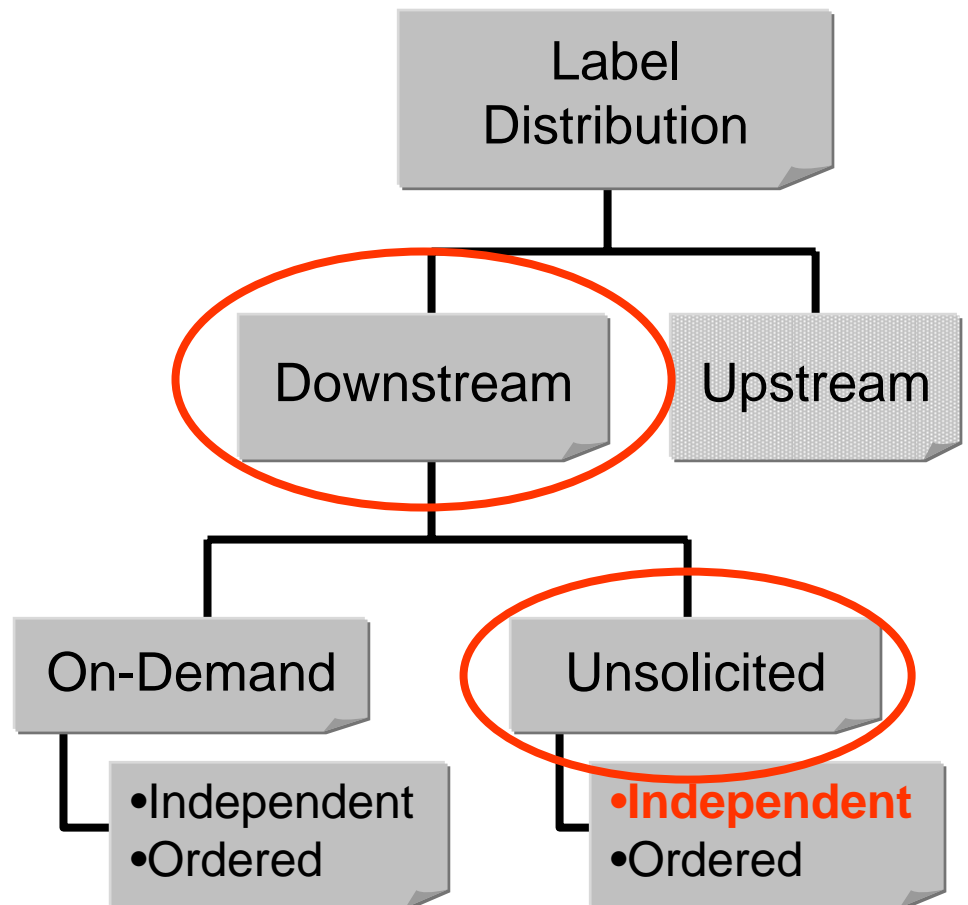 Label
Distribution
Downstream
Upstream
On-Demand
Unsolicited
•Independent
•Ordered
•Independent
•Ordered